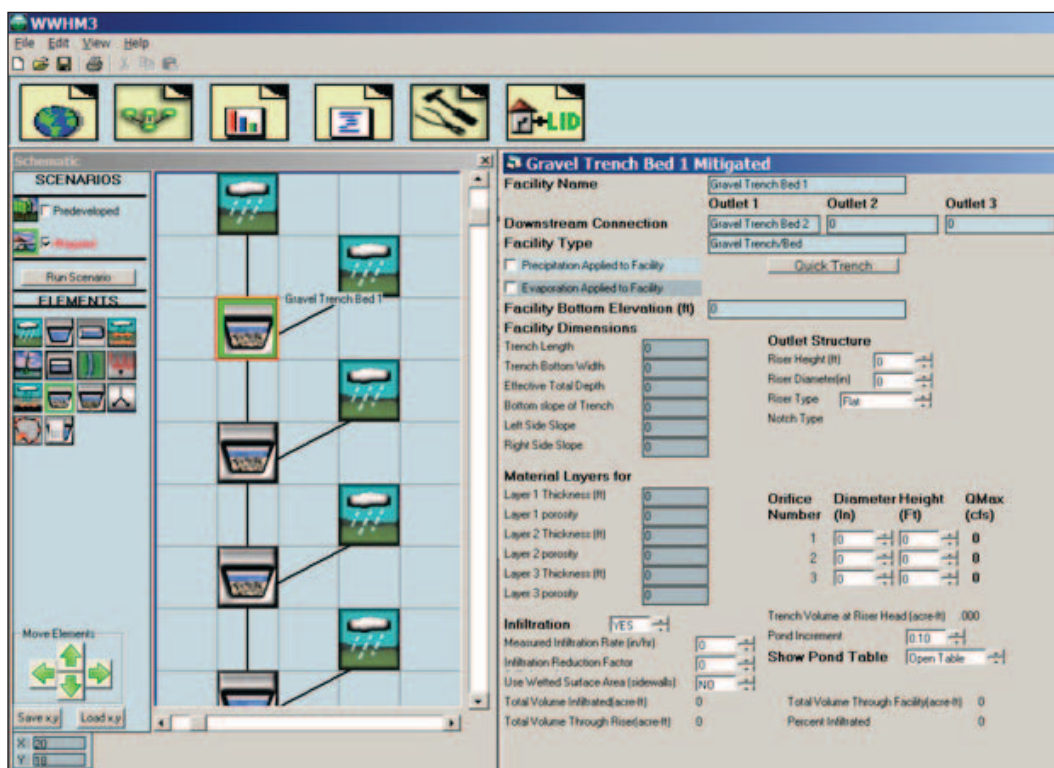 WWHM3
File Edit View Help
+LID
Schematic
SCENARIOS
Predeveloped
Run Scenario
ELEMENTS
Move Elements
Save x,y Load x,y
X: 20
Y: 18
Gravel Trench Bed 1
Gravel Trench Bed 1 Mitigated
Facility Name Gravel Trench Bed 1
Outlet 1 Outlet 2 Outlet 3
Downstream Connection Gravel Trench Bed 2 0 0
Facility Type Gravel Trench/Bed
Precipitation Applied to Facility Quick Trench
Evaporation Applied to Facility
Facility Bottom Elevation (ft) 0
Facility Dimensions
Trench Length 0
Trench Bottom Width 0
Effective Total Depth 0
Bottom slope of Trench 0
Left Side Slope 0
Right Side Slope 0
Outlet Structure
Riser Height (ft) 0
Riser Diameter(in) 0
Riser Type Flat
Notch Type
Material Layers for
Layer 1 Thickness (ft) 0
Layer 1 porosity 0
Layer 2 Thickness (ft) 0
Layer 2 porosity 0
Layer 3 Thickness (ft) 0
Layer 3 porosity 0
Orifice Diameter Height QMax
Number (In) (Ft) (cfs)
1 0 0 0
2 0 0 0
3 0 0 0
Infiltration YES
Measured Infiltration Rate (in/hr) 0
Infiltration Reduction Factor 0
Use Wetted Surface Area (sidewalls) NO
Total Volume Infiltrated(acre-ft) 0
Total Volume Through Riser(acre-ft) 0
Trench Volume at Riser Head (acre-ft) .000
Pond Increment 0.10
Show Pond Table Open Table
Total Volume Through Facility(acre-ft) 0
Percent Infiltrated 0